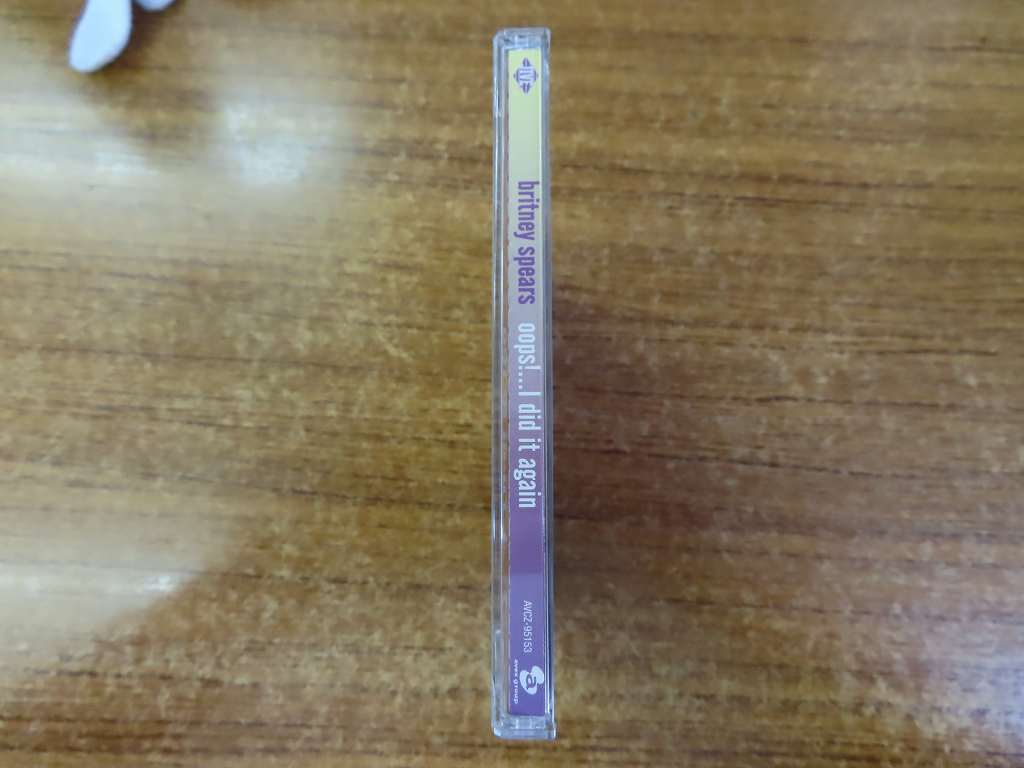 britney spears oops!...I did it again
AVCZ-95153
a
avex group